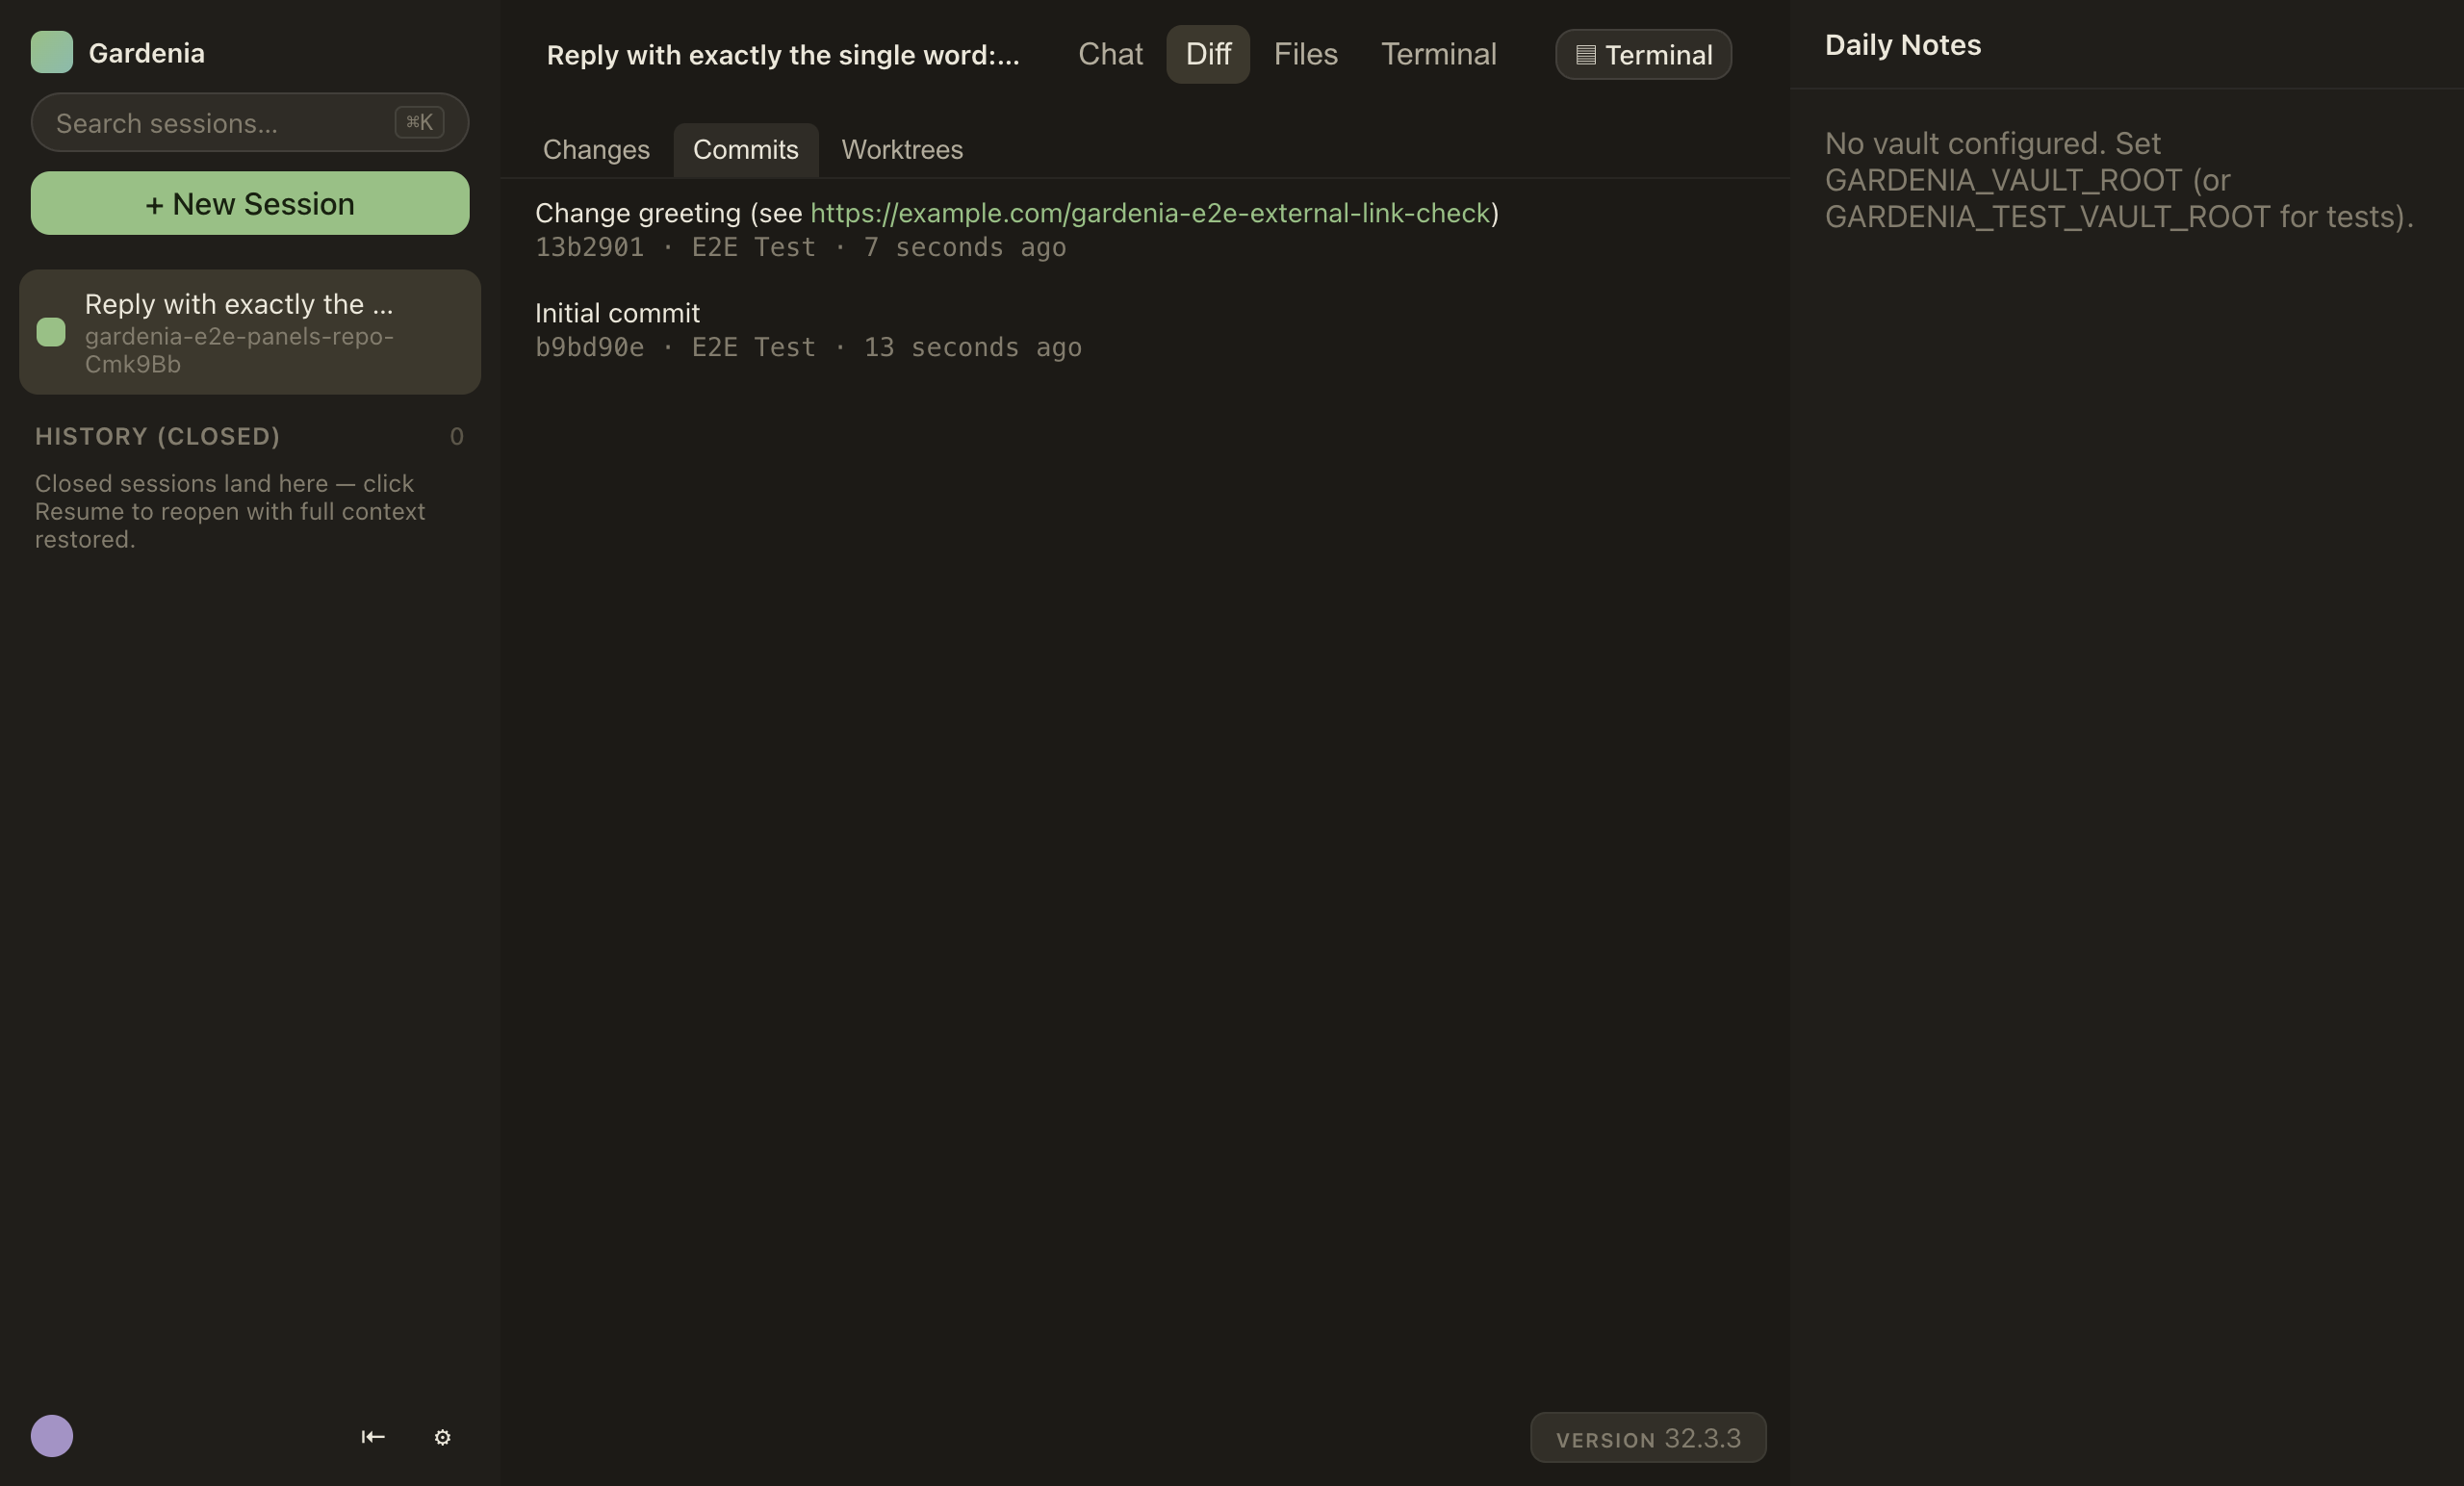 Gardenia
Search sessions... ⌘K
+ New Session
Reply with exactly the ...
gardenia-e2e-panels-repo-
Cmk9Bb
HISTORY (CLOSED) 0
Closed sessions land here — click
Resume to reopen with full context
restored.
Reply with exactly the single word:... Chat Diff Files Terminal Terminal
Changes Commits Worktrees
Change greeting (see https://example.com/gardenia-e2e-external-link-check)
13b2901 · E2E Test · 7 seconds ago
Initial commit
b9bd90e · E2E Test · 13 seconds ago
VERSION 32.3.3
Daily Notes
No vault configured. Set
GARDENIA_VAULT_ROOT (or
GARDENIA_TEST_VAULT_ROOT for tests).